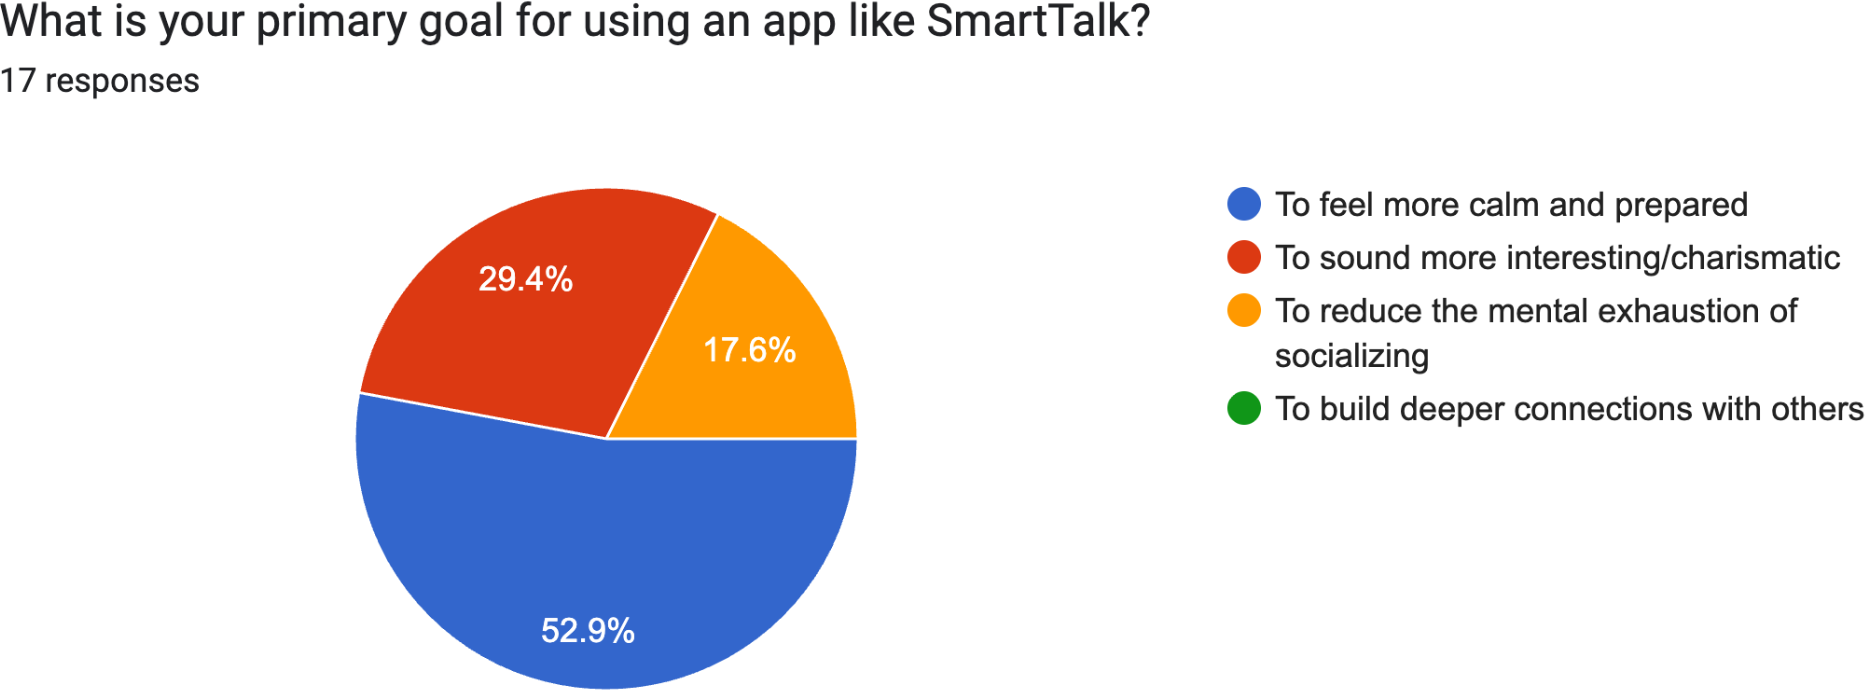 What is your primary goal for using an app like SmartTalk?
17 responses
29.4%
17.6%
52.9%
To feel more calm and prepared
To sound more interesting/charismatic
To reduce the mental exhaustion of
socializing
To build deeper connections with others